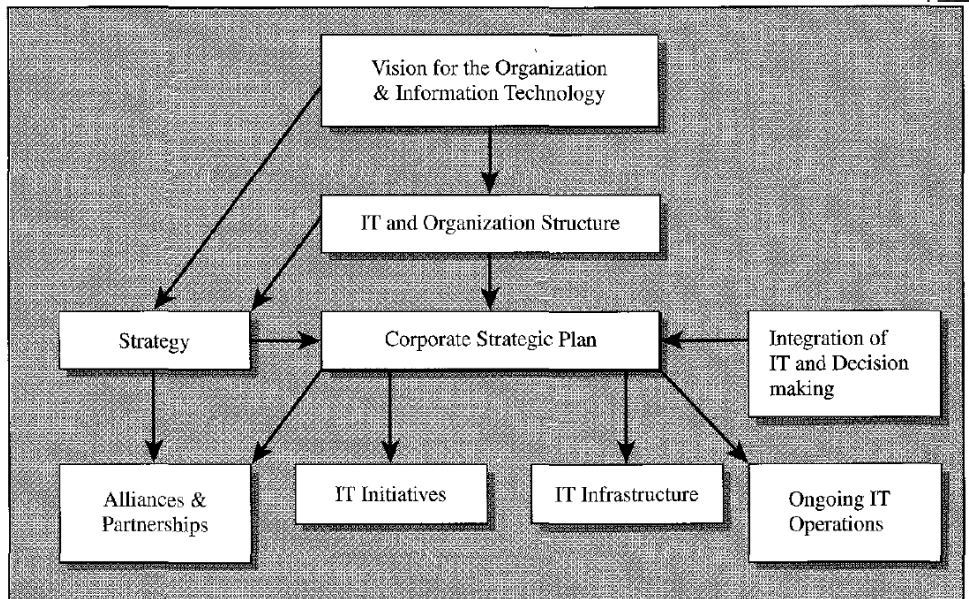 Vision for the Organization
& Information Technology
IT and Organization Structure
Strategy
Corporate Strategic Plan
Integration of
IT and Decision
making
Alliances &
Partnerships
IT Initiatives
IT Infrastructure
Ongoing IT
Operations